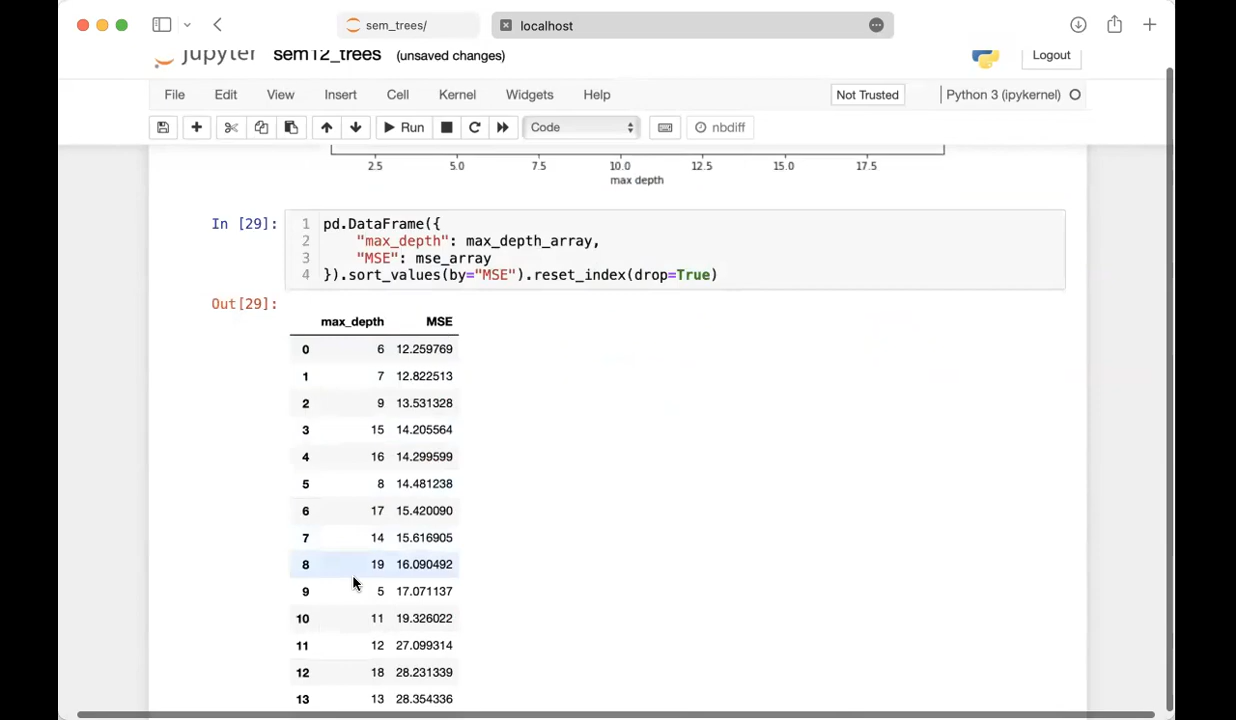 sem_trees/
localhost
Jupyter sem12_trees (unsaved changes)
Logout
File Edit View Insert Cell Kernel Widgets Help
Not Trusted
Python 3 (ipykernel)
Run
Code
nbdiff
2.5 5.0 7.5 10.0 12.5 15.0 17.5
max depth
In [29]:
1 pd.DataFrame({
2 "max_depth": max_depth_array,
3 "MSE": mse_array
4 }).sort_values(by="MSE").reset_index(drop=True)
Out[29]:
max_depth MSE
0 6 12.259769
1 7 12.822513
2 9 13.531328
3 15 14.205564
4 16 14.299599
5 8 14.481238
6 17 15.420090
7 14 15.616905
8 19 16.090492
9 5 17.071137
10 11 19.326022
11 12 27.099314
12 18 28.231339
13 13 28.354336